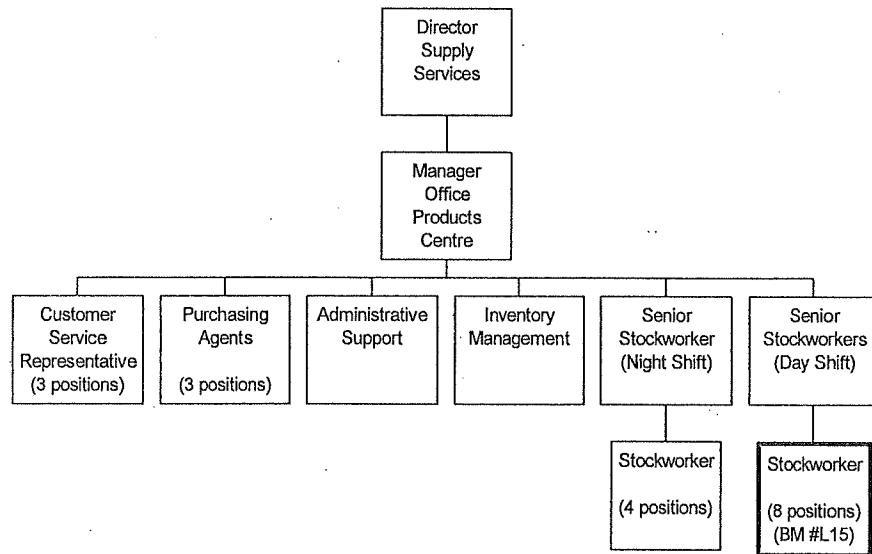 Director
Supply
Services
Manager
Office
Products
Centre
Customer
Service
Representative
(3 positions)
Purchasing
Agents
(3 positions)
Administrative
Support
Inventory
Management
Senior
Stockworker
(Night Shift)
Senior
Stockworkers
(Day Shift)
Stockworker
(4 positions)
Stockworker
(8 positions)
(BM #L15)